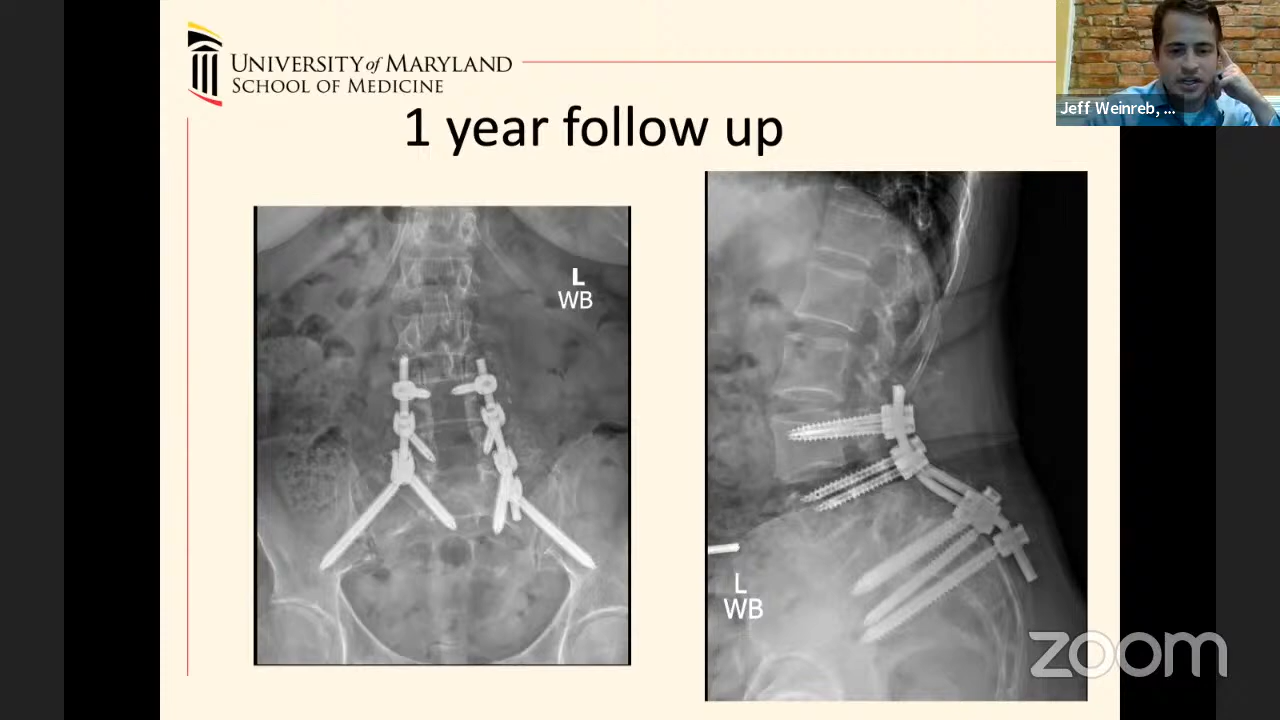 UNIVERSITY of MARYLAND
SCHOOL OF MEDICINE
1 year follow up
Jeff Weinreb, ...
L
WB
L
WB
zoom